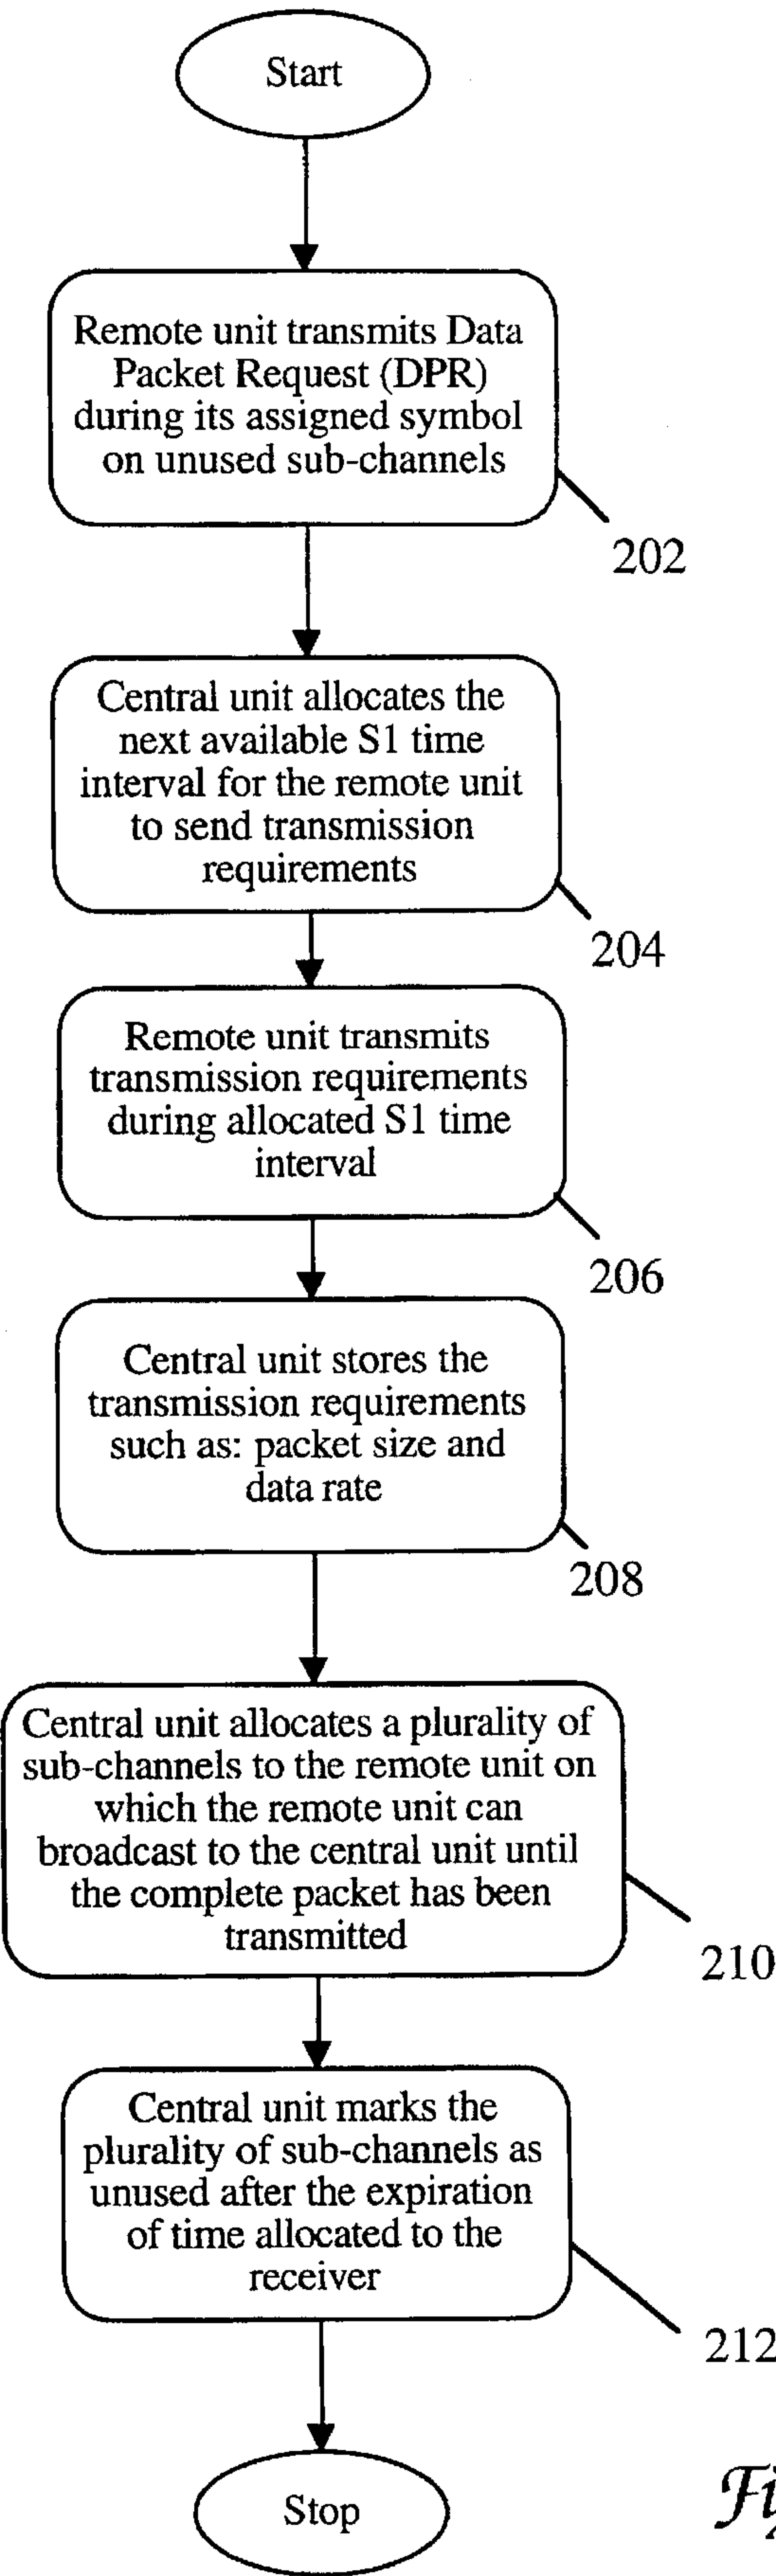 Start
Remote unit transmits Data
Packet Request (DPR)
during its assigned symbol
on unused sub-channels
202
Central unit allocates the
next available S1 time
interval for the remote unit
to send transmission
requirements
204
Remote unit transmits
transmission requirements
during allocated S1 time
interval
206
Central unit stores the
transmission requirements
such as: packet size and
data rate
208
Central unit allocates a plurality of
sub-channels to the remote unit on
which the remote unit can
broadcast to the central unit until
the complete packet has been
transmitted
210
Central unit marks the
plurality of sub-channels as
unused after the expiration
of time allocated to the
receiver
212
Stop